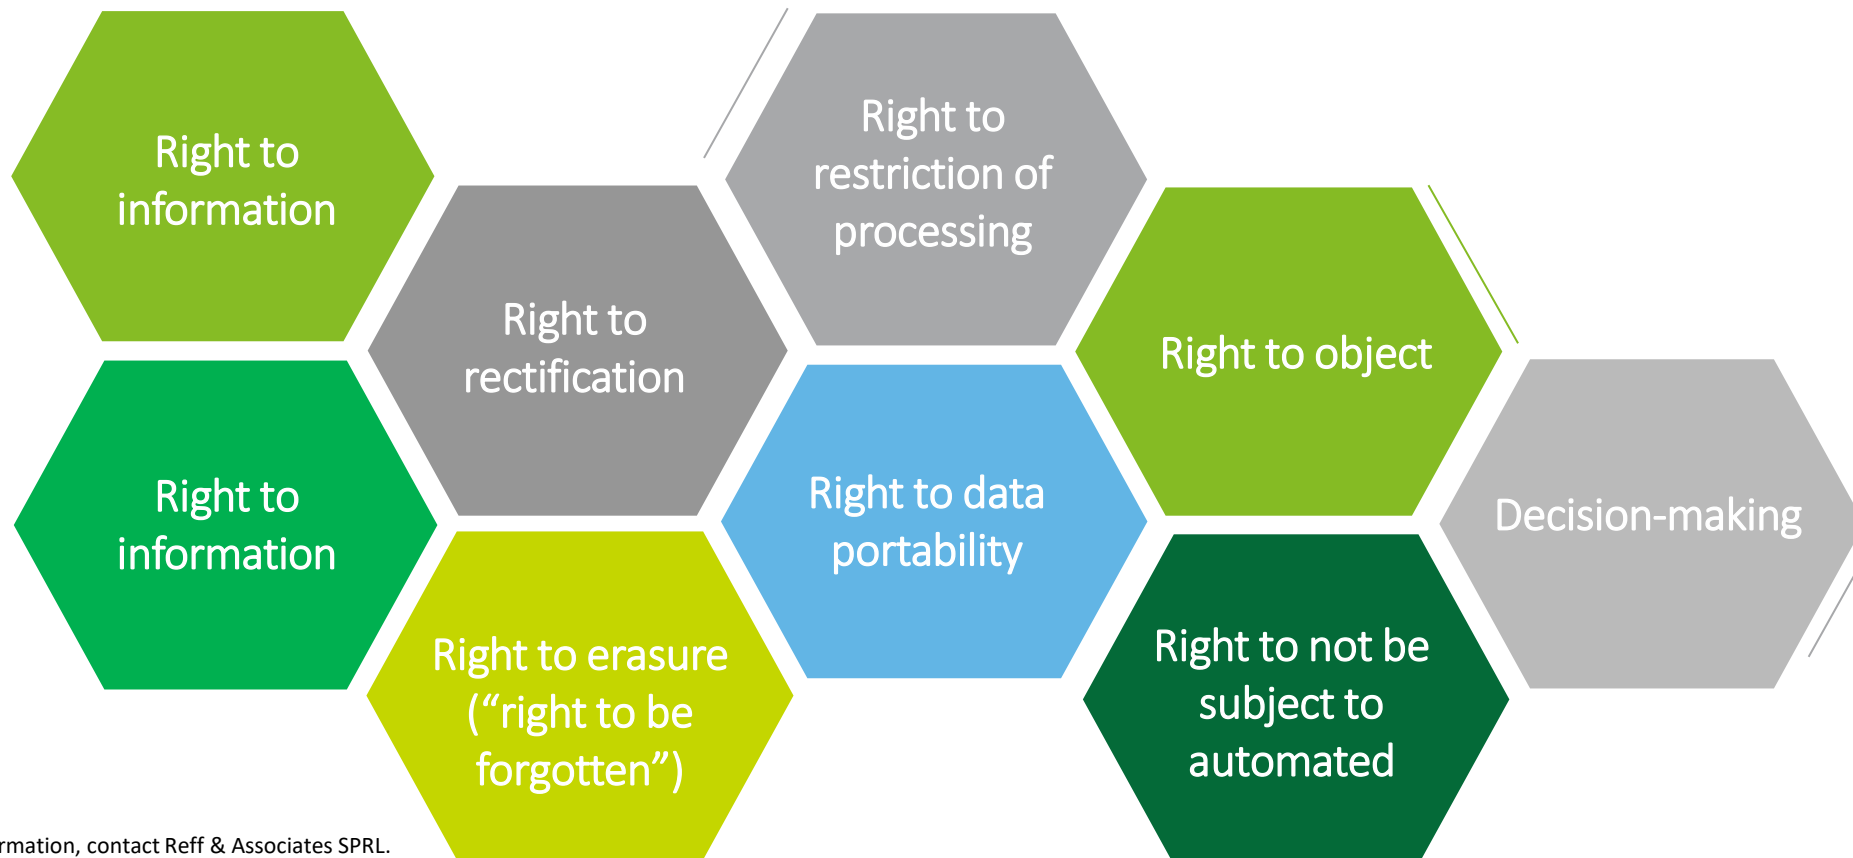 Right to
information
Right to
information
Right to
rectification
Right to erasure
(“right to be
forgotten”)
Right to
restriction of
processing
Right to data
portability
Right to object
Right to not be
subject to
automated
Decision-making
contact Reff & Associates SPRL.